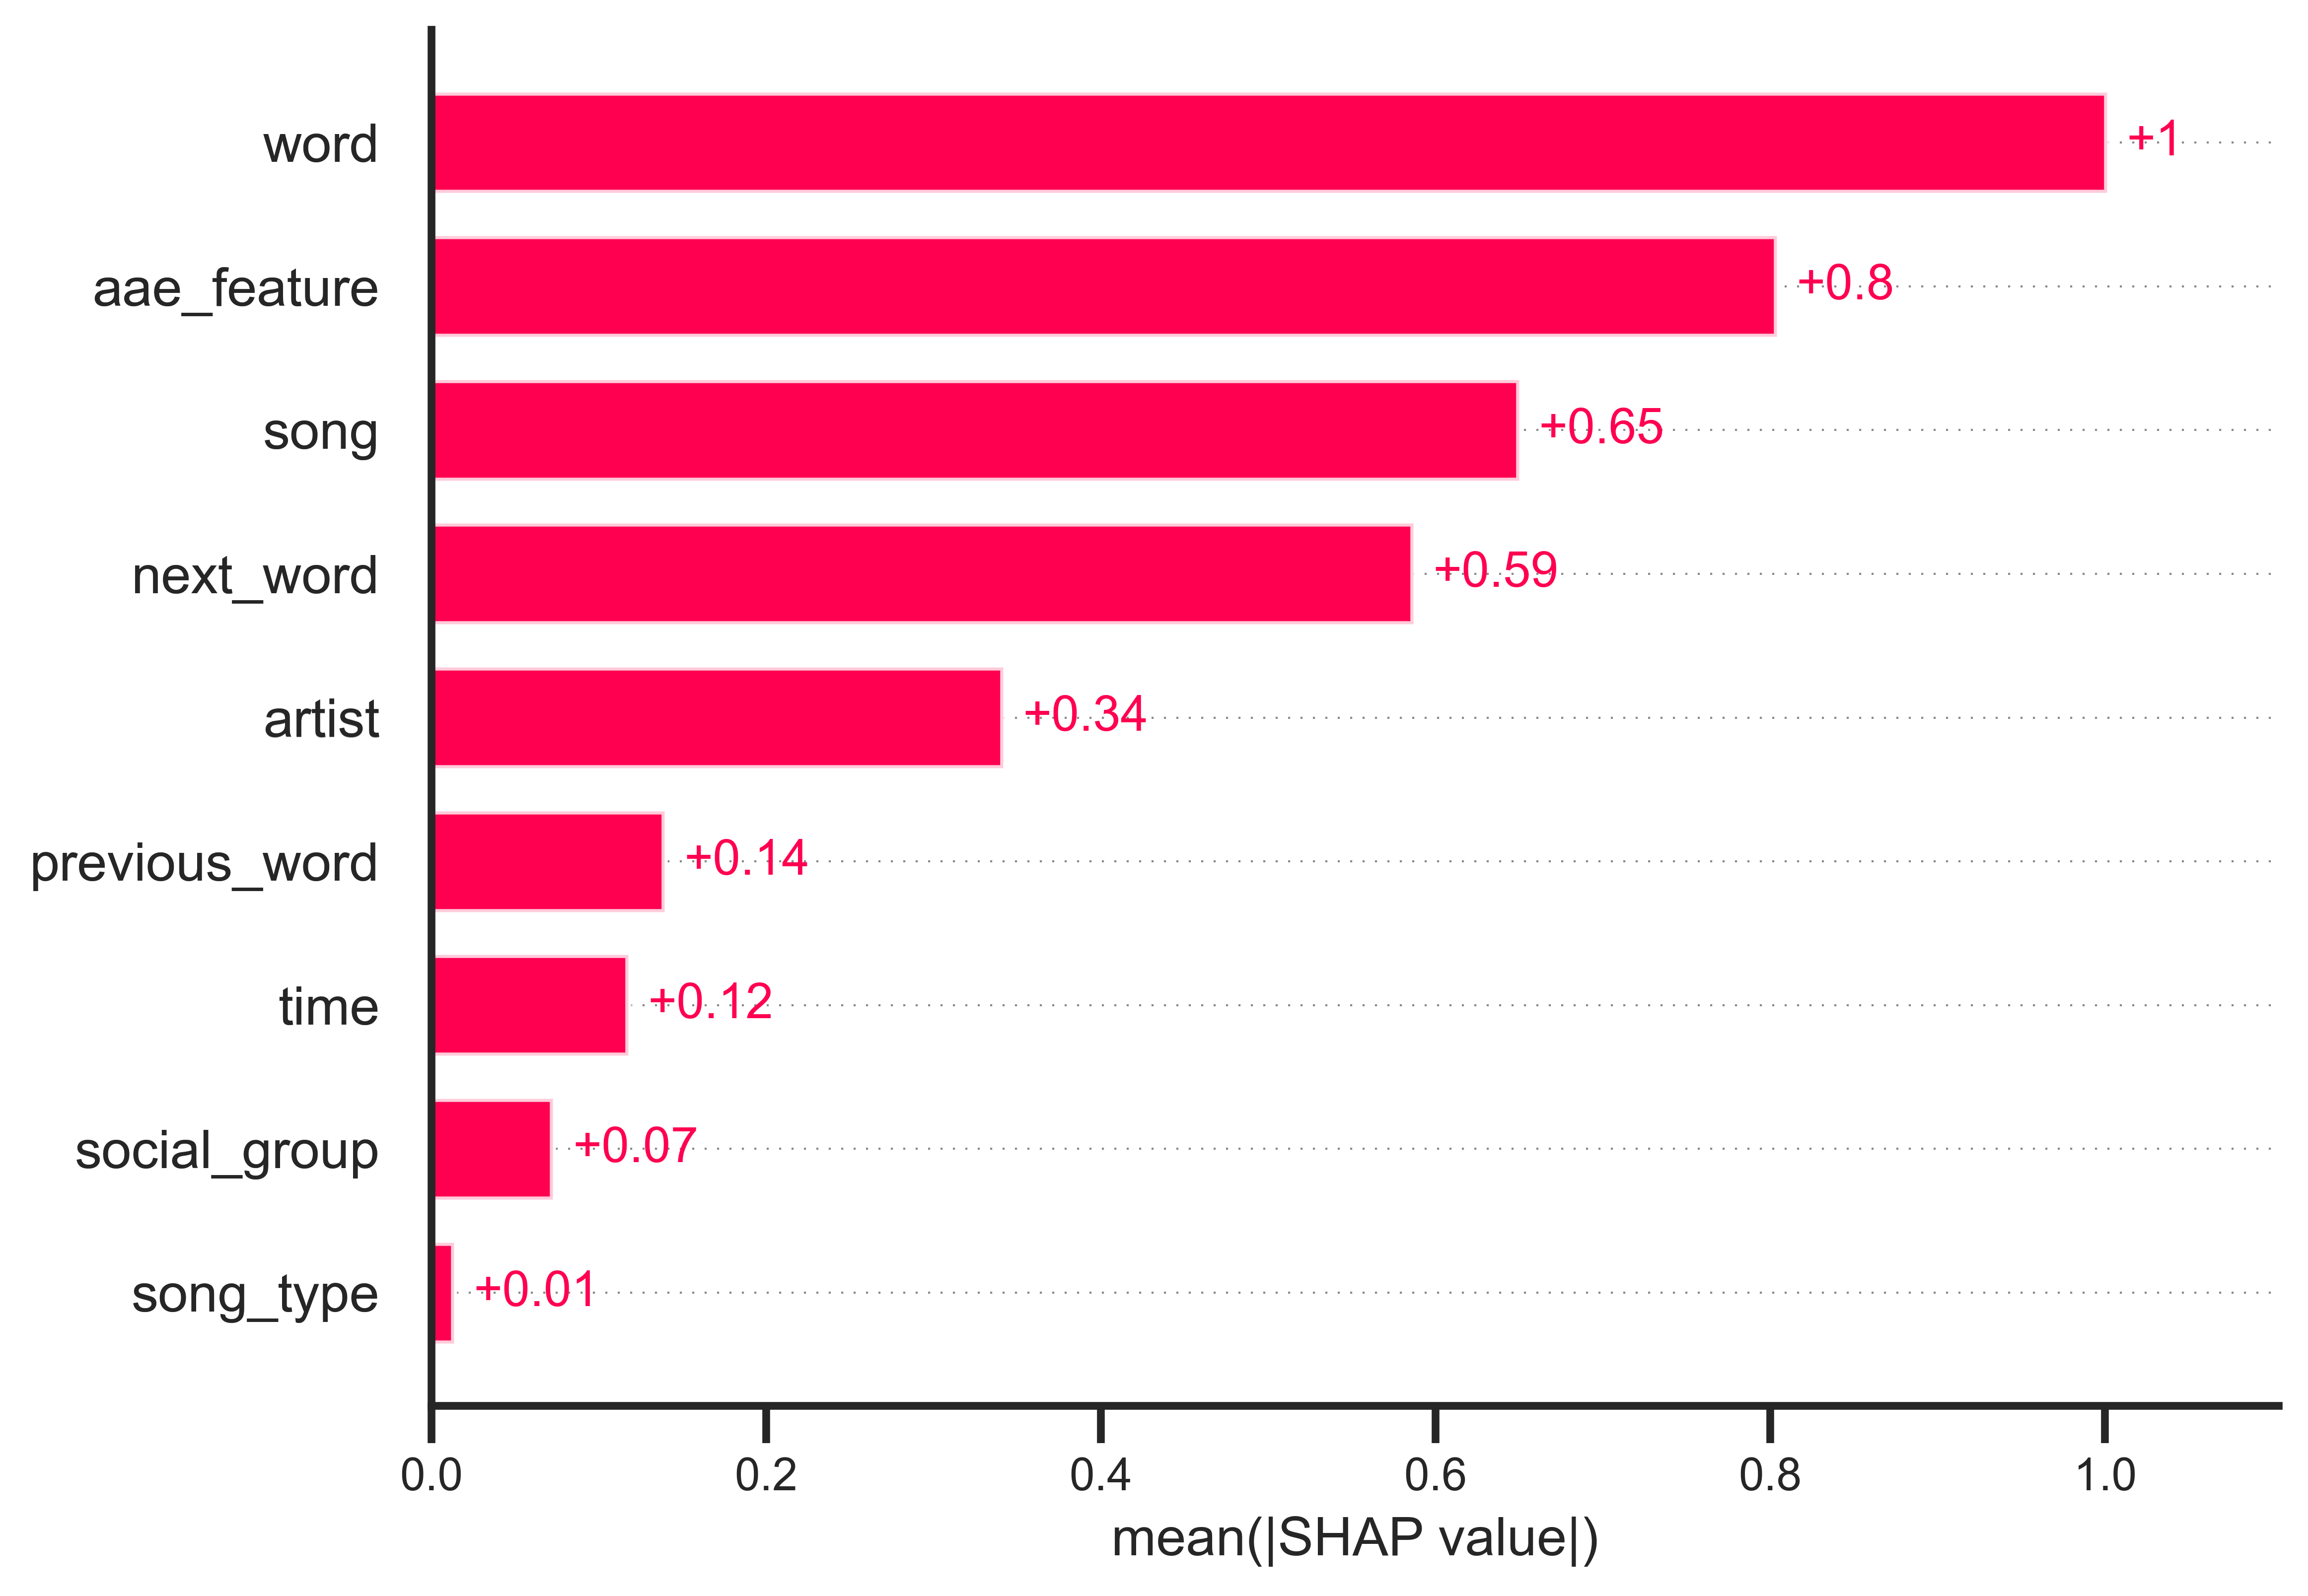 word +1
aae_feature +0.8
song +0.65
next_word +0.59
artist +0.34
previous_word +0.14
time +0.12
social_group +0.07
song_type +0.01
0.0 0.2 0.4 0.6 0.8 1.0
mean(|SHAP value|)